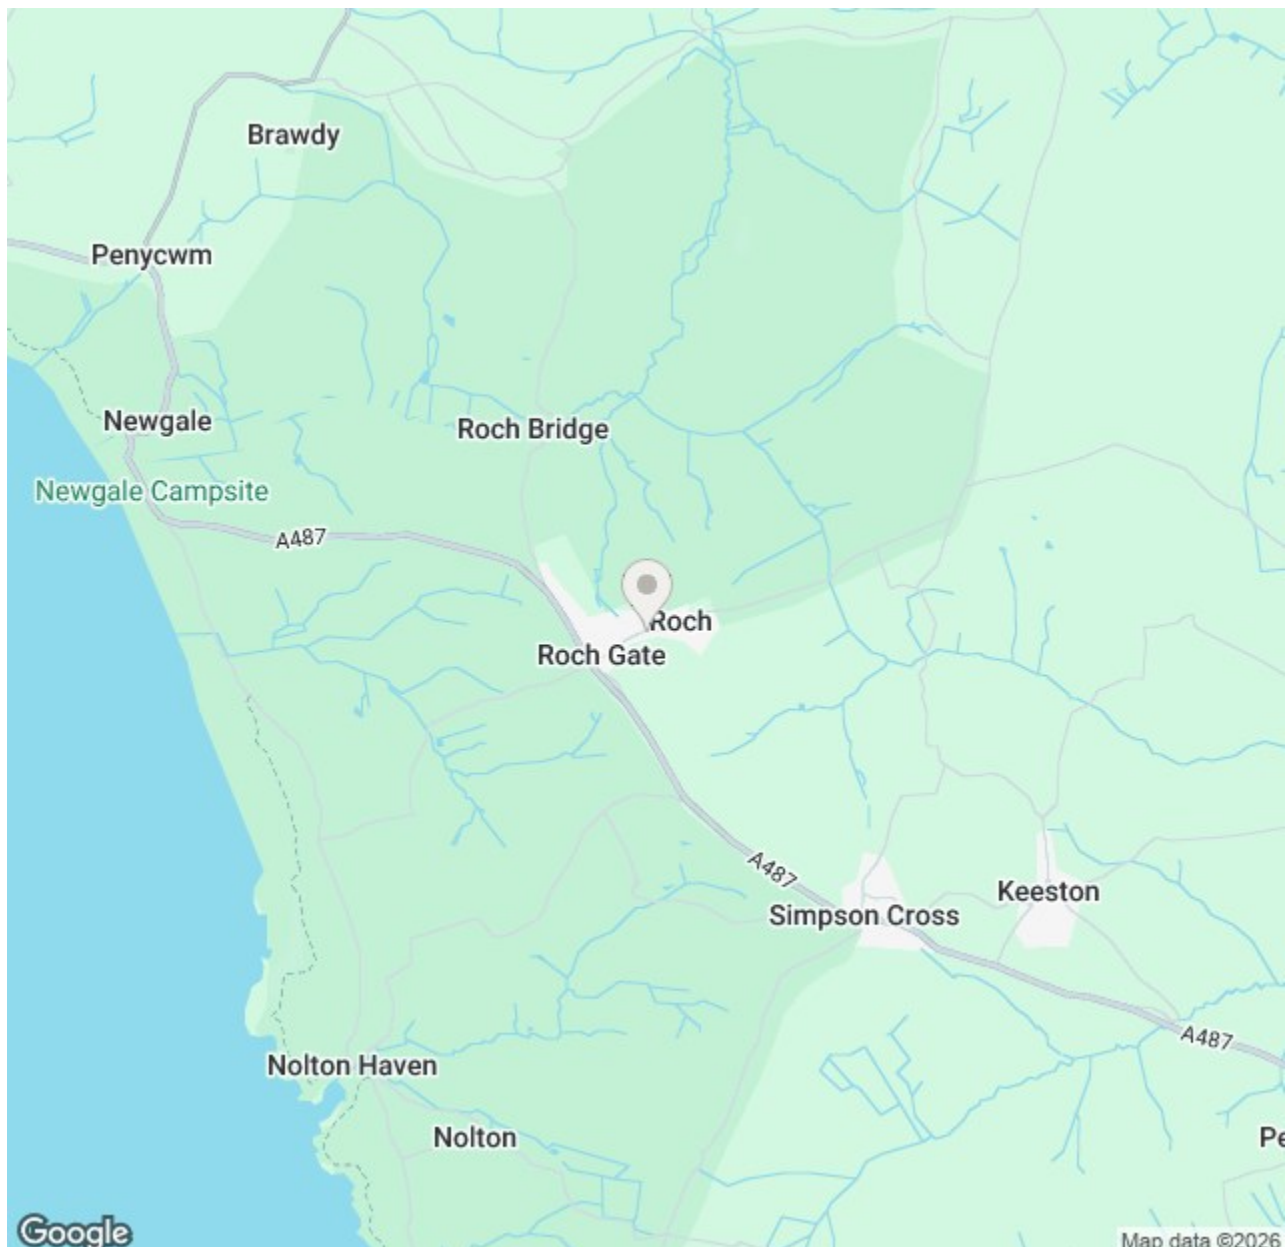 Brawdy
Penycwm
Newgale
Roch Bridge
Newgale Campsite
A487
Roch
Roch Gate
A487
Keeston
Simpson Cross
A487
Nolton Haven
Nolton
Pe
Google
Map data ©2026